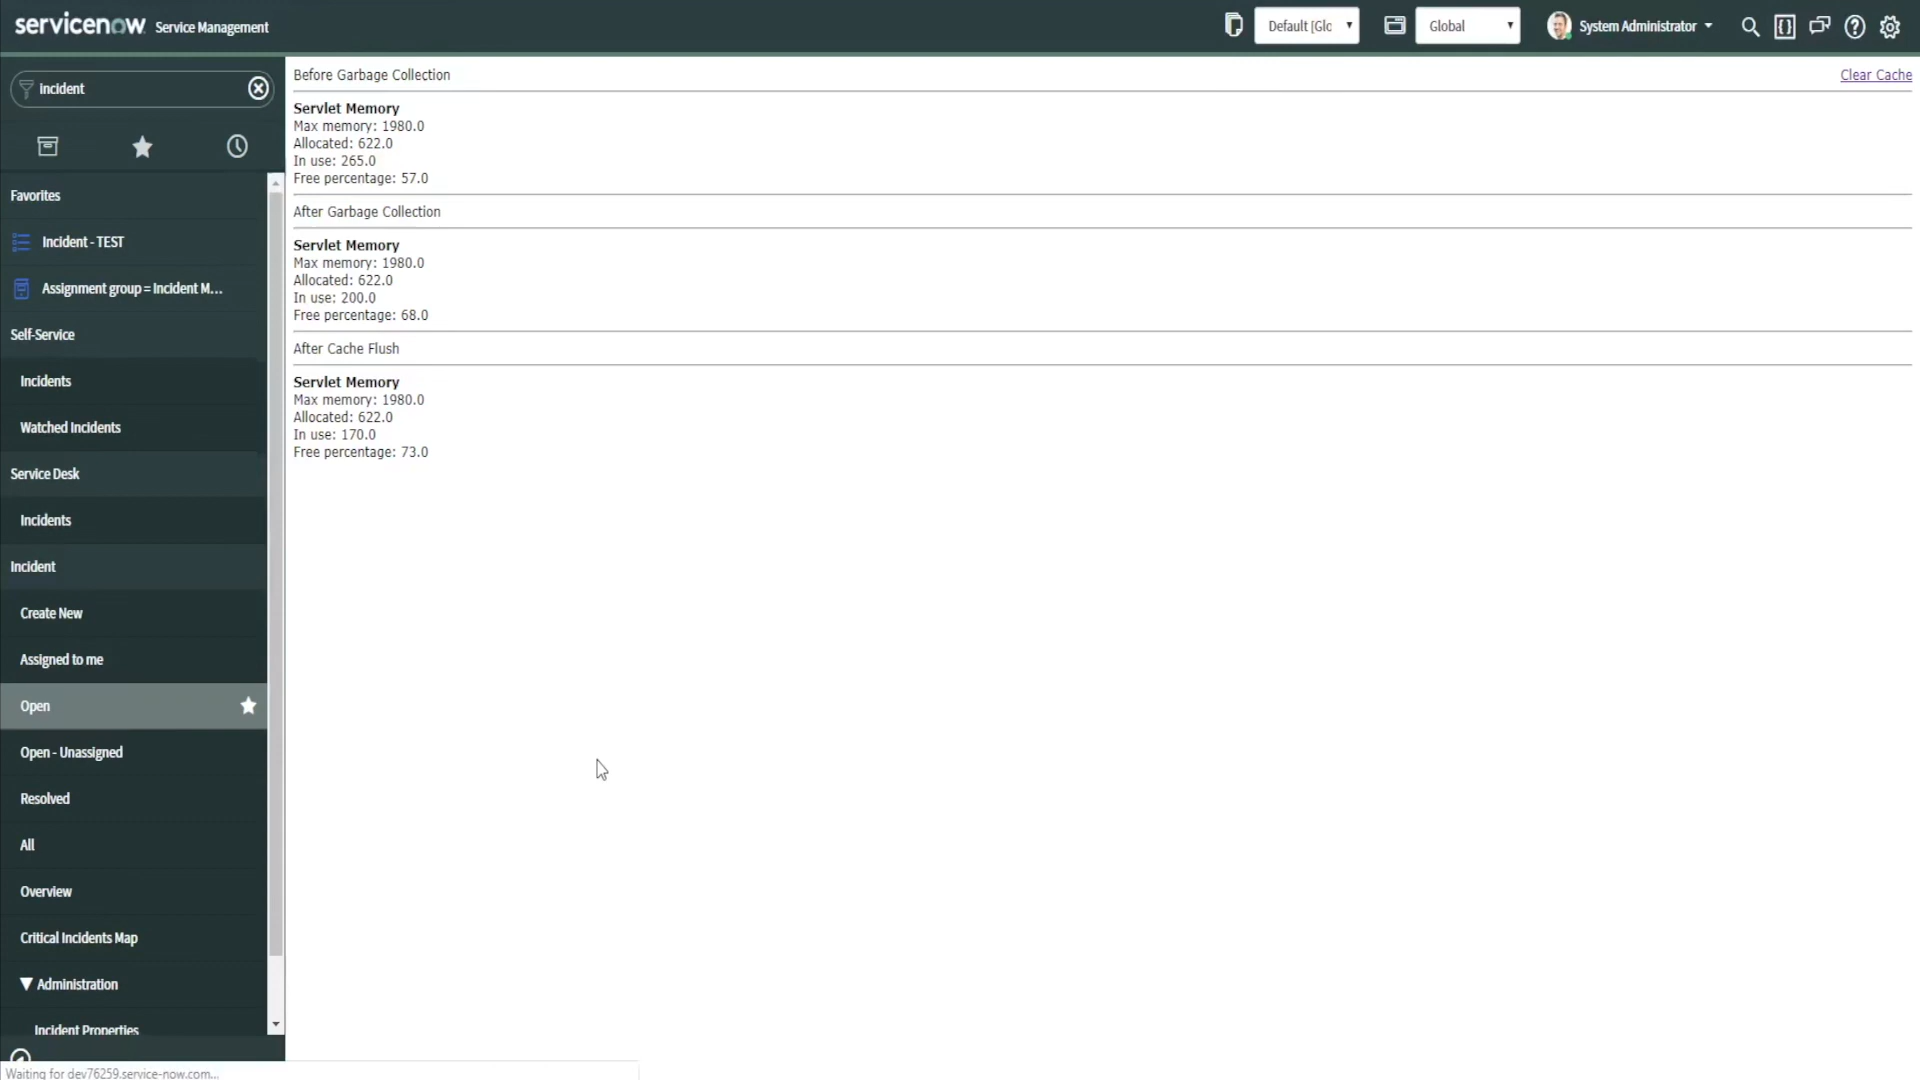 servicenow Service Management
Default [Glo
Global
System Administrator
incident
Favorites
Incident - TEST
Assignment group = Incident M...
Self-Service
Incidents
Watched Incidents
Service Desk
Incidents
Incident
Create New
Assigned to me
Open
Open - Unassigned
Resolved
All
Overview
Critical Incidents Map
Administration
Incident Properties
Before Garbage Collection
Clear Cache
Servlet Memory
Max memory: 1980.0
Allocated: 622.0
In use: 265.0
Free percentage: 57.0
After Garbage Collection
Servlet Memory
Max memory: 1980.0
Allocated: 622.0
In use: 200.0
Free percentage: 68.0
After Cache Flush
Servlet Memory
Max memory: 1980.0
Allocated: 622.0
In use: 170.0
Free percentage: 73.0
Waiting for dev76259.service-now.com...